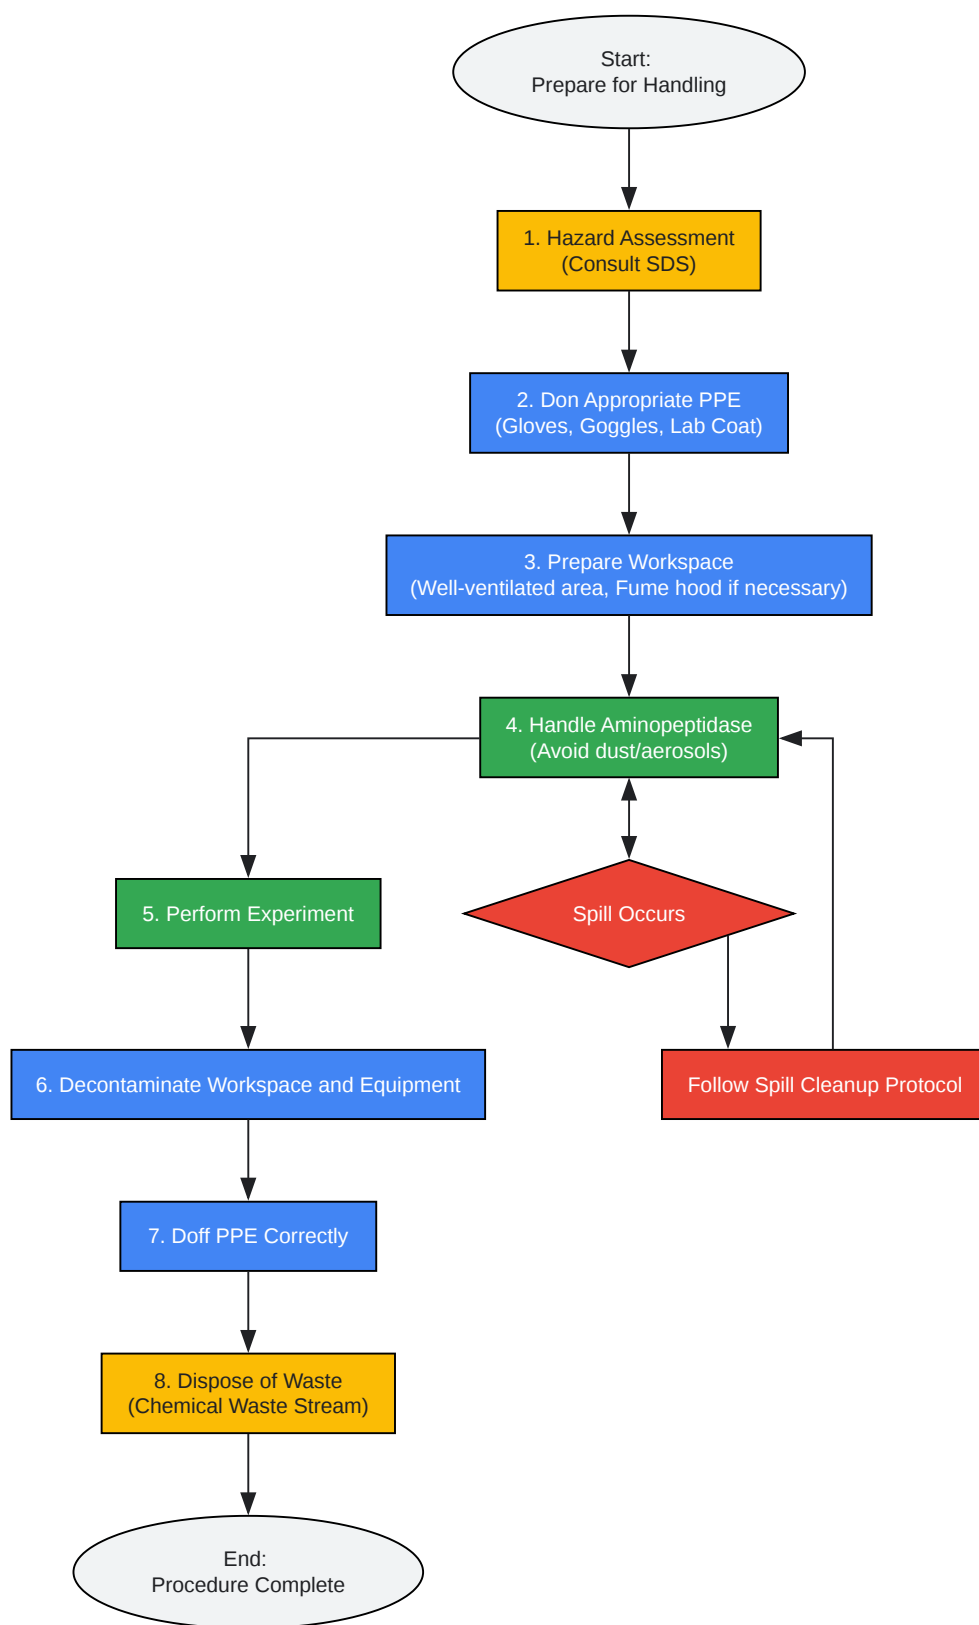 Start:
Prepare for Handling
1. Hazard Assessment
(Consult SDS)
2. Don Appropriate PPE
(Gloves, Goggles, Lab Coat)
3. Prepare Workspace
(Well-ventilated area, Fume hood if necessary)
4. Handle Aminopeptidase
(Avoid dust/aerosols)
5. Perform Experiment
Spill Occurs
6. Decontaminate Workspace and Equipment
Follow Spill Cleanup Protocol
7. Doff PPE Correctly
8. Dispose of Waste
(Chemical Waste Stream)
End:
Procedure Complete